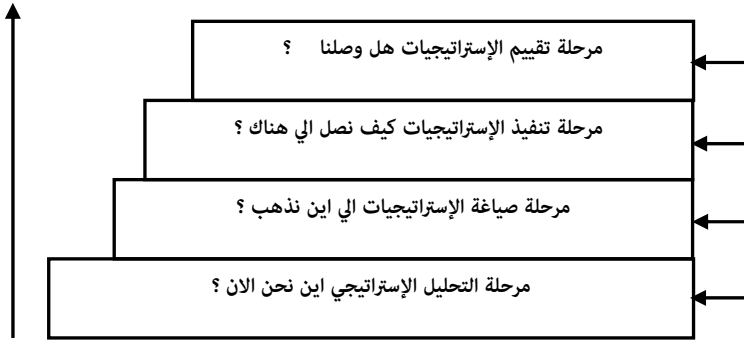 مرحلة تقييم الإستراتيجيات هل وصلنا ؟
مرحلة تنفيذ الإستراتيجيات كيف نصل الي هناك ؟
مرحلة صياغة الإستراتيجيات الي اين نذهب ؟
مرحلة التحليل الإستراتيجي اين نحن الان ؟